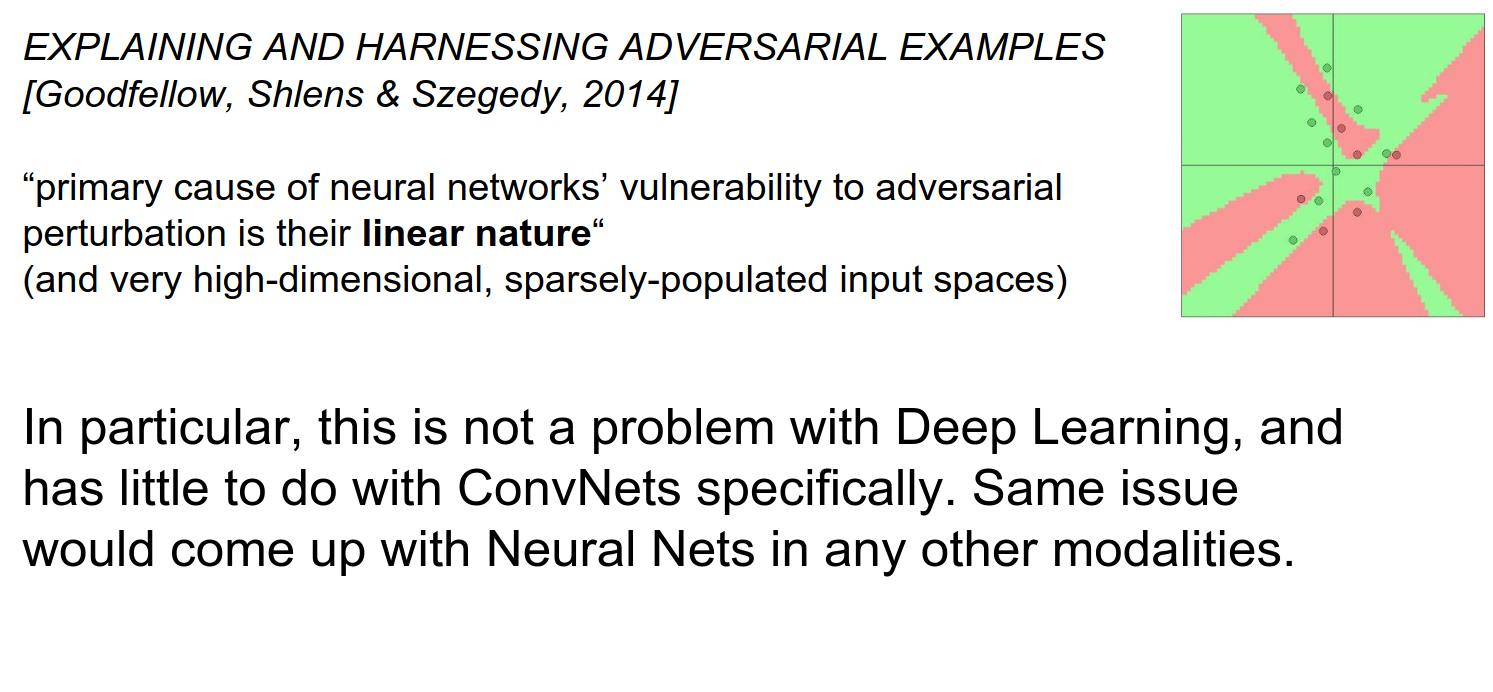 EXPLAINING AND HARNESSING ADVERSARIAL EXAMPLES
[Goodfellow, Shlens & Szegedy, 2014]
“primary cause of neural networks’ vulnerability to adversarial
perturbation is their linear nature“
(and very high-dimensional, sparsely-populated input spaces)
In particular, this is not a problem with Deep Learning, and
has little to do with ConvNets specifically. Same issue
would come up with Neural Nets in any other modalities.